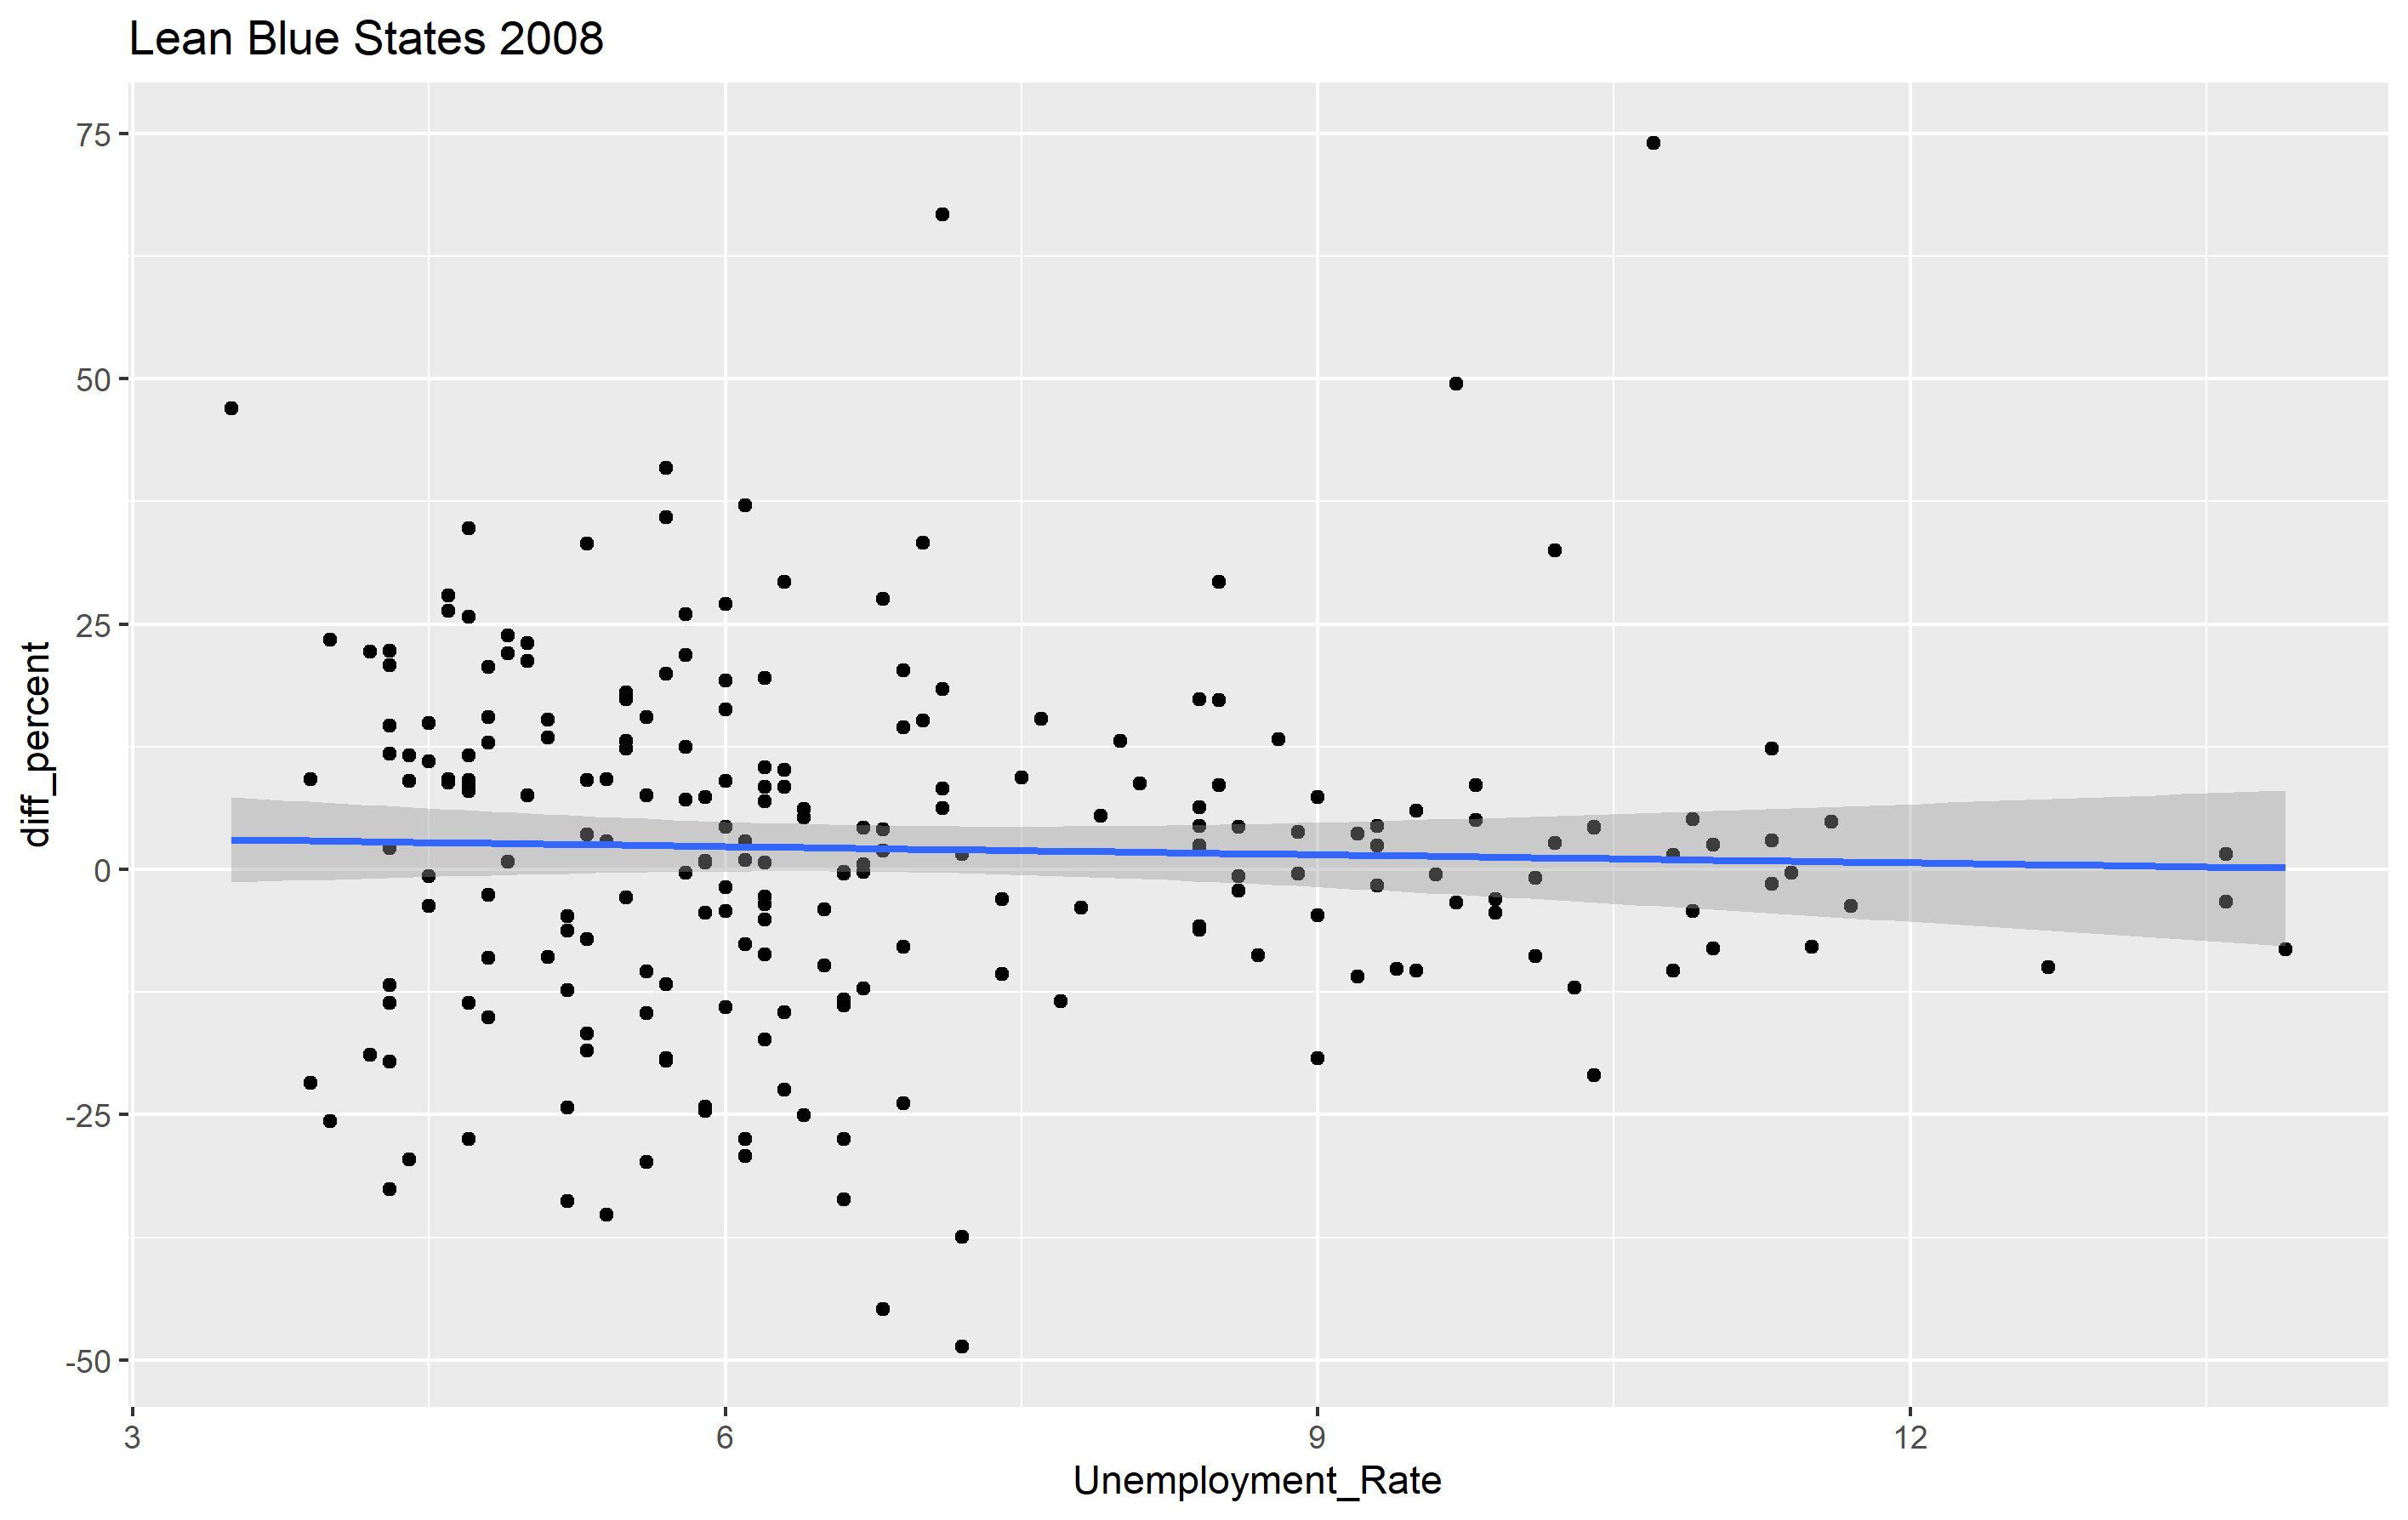 Lean Blue States 2008
75
50
25
0
-25
-50
diff_percent
3 6 9 12
Unemployment_Rate